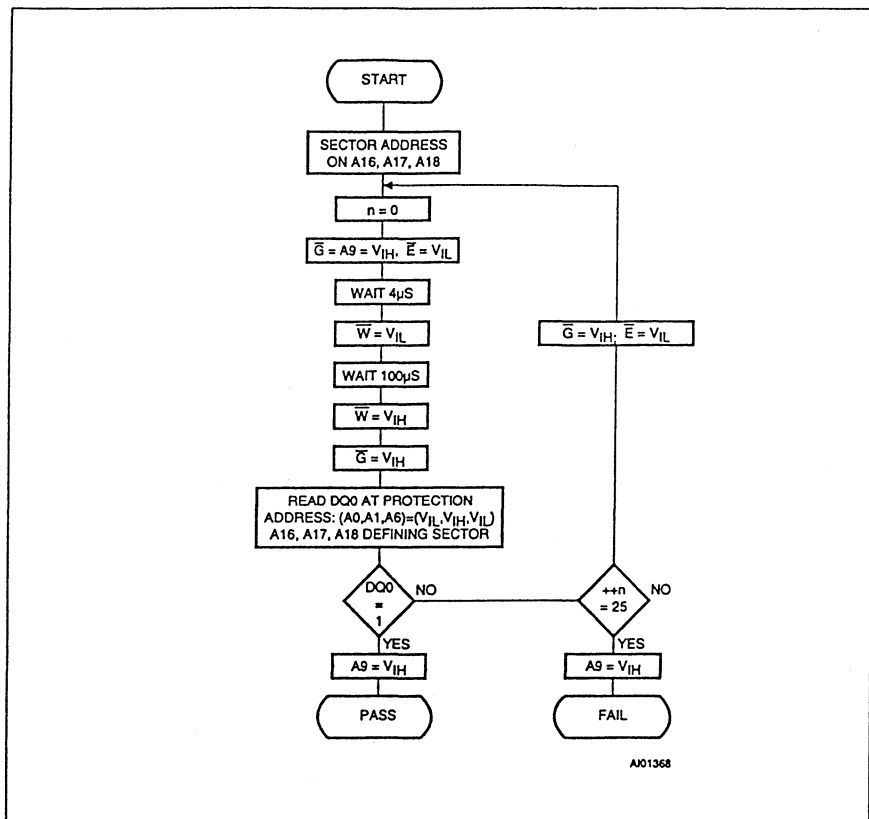 START
SECTOR ADDRESS
ON A16, A17, A18
n = 0
G̅ = A9 = VIH, E̅ = VIL
WAIT 4µS
W̅ = VIL
G̅ = VIH; E̅ = VIL
WAIT 100µS
W̅ = VIH
G̅ = VIH
READ DQ0 AT PROTECTION
ADDRESS: (A0,A1,A6)=(VIL,VIH,VIL)
A16, A17, A18 DEFINING SECTOR
DQ0
=
1
NO
++n
= 25
NO
YES
YES
A9 = VIH
A9 = VIH
PASS
FAIL
AI01368